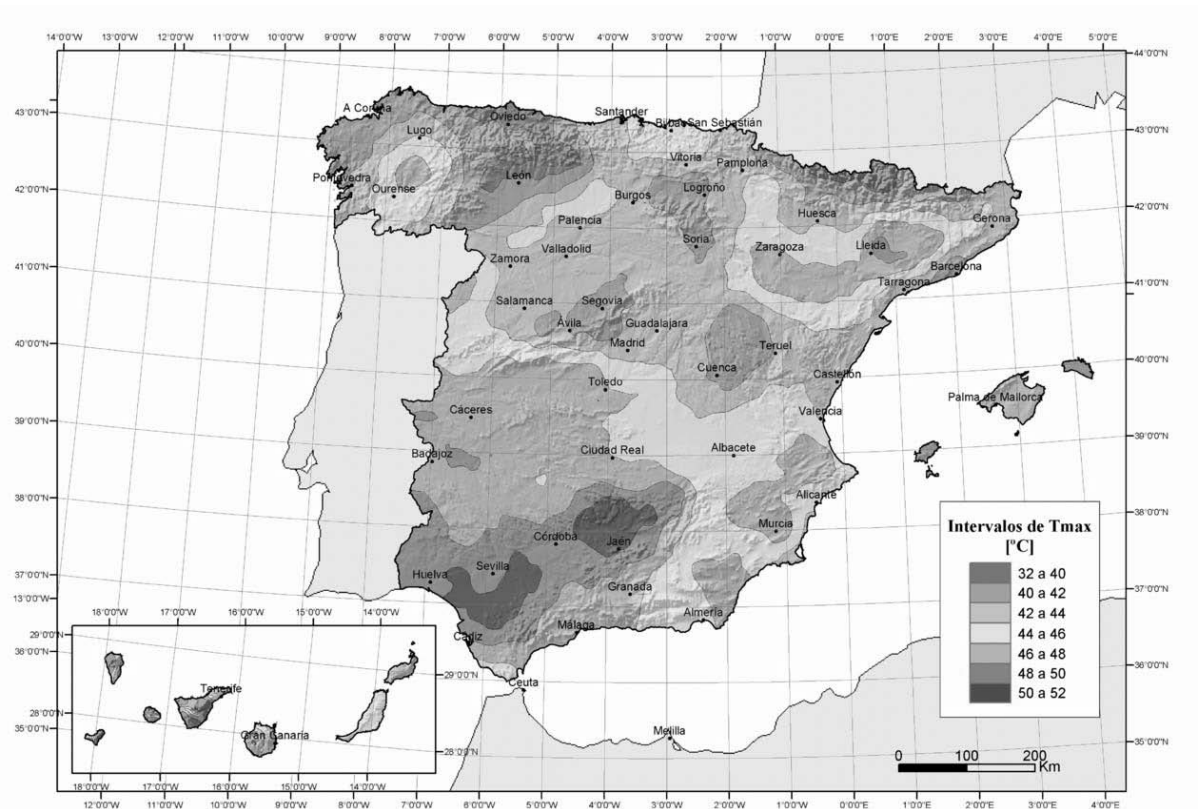 14°0'0"W 13°0'0"W 12°0'0"W 11°0'0"W 10°0'0"W 9°0'0"W 8°0'0"W 7°0'0"W 6°0'0"W 5°0'0"W 4°0'0"W 3°0'0"W 2°0'0"W 1°0'0"W 0°0'0" 1°0'0"E 2°0'0"E 3°0'0"E 4°0'0"E 5°0'0"E
44°0'0"N
43°0'0"N
43°0'0"N
42°0'0"N
42°0'0"N
41°0'0"N
41°0'0"N
40°0'0"N
40°0'0"N
39°0'0"N
39°0'0"N
38°0'0"N
38°0'0"N
37°0'0"N
37°0'0"N
36°0'0"N
36°0'0"N
35°0'0"N
35°0'0"N
A Coruña
Lugo
Oviedo
Santander
Bilbao
San Sebastián
Pontevedra
Ourense
León
Vitoria
Pamplona
Burgos
Logroño
Huesca
Gerona
Palencia
Soria
Zaragoza
Lleida
Valladolid
Zamora
Barcelona
Tarragona
Salamanca
Segovia
Ávila
Guadalajara
Madrid
Teruel
Cuenca
Castellón
Toledo
Palma de Mallorca
Cáceres
Valencia
Badajoz
Ciudad Real
Albacete
Alicante
Murcia
Córdoba
Jaén
Huelva
Sevilla
Granada
Almería
Málaga
Cádiz
Ceuta
Melilla
Intervalos de Tmax
[ºC]
32 a 40
40 a 42
42 a 44
44 a 46
46 a 48
48 a 50
50 a 52
0 100 200
Km
13°0'0"W
18°0'0"W 17°0'0"W 16°0'0"W 15°0'0"W 14°0'0"W
29°0'0"N
29°0'0"N
28°0'0"N
28°0'0"N
Tenerife
Gran Canaria
18°0'0"W 17°0'0"W 16°0'0"W 15°0'0"W 14°0'0"W
12°0'0"W 11°0'0"W 10°0'0"W 9°0'0"W 8°0'0"W 7°0'0"W 6°0'0"W 5°0'0"W 4°0'0"W 3°0'0"W 2°0'0"W 1°0'0"W 0°0'0" 1°0'0"E 2°0'0"E 3°0'0"E 4°0'0"E